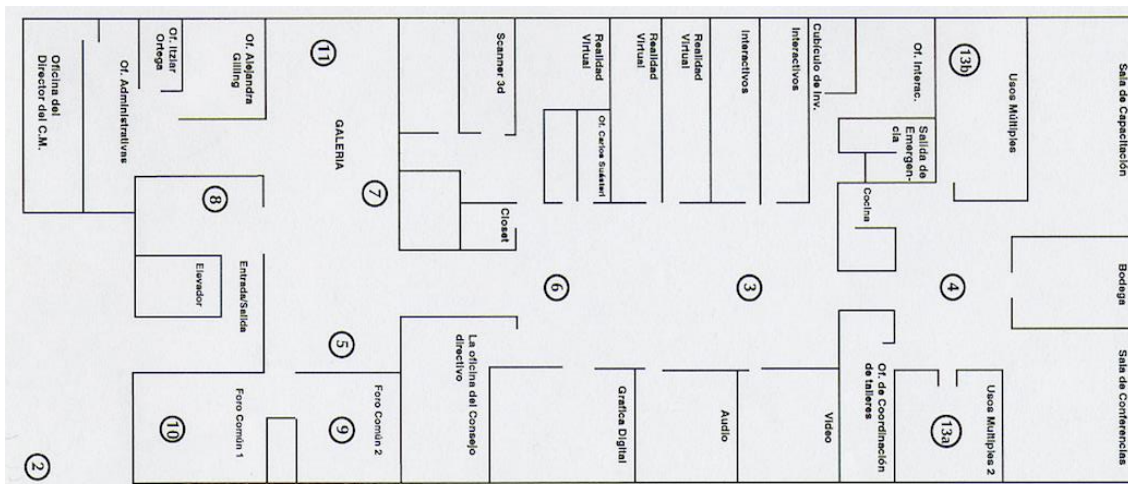 Oficina del
Director del C.M.
Of. Administrativas
Of. Itziar
Ortega
Of. Alejandra
Gilling
11
GALERIA
Scanner 3d
Realidad
Virtual
Realidad
Virtual
Realidad
Virtual
Interactivos
Interactivos
Cubículo de Inv.
Of. Interac.
13b
Usos Múltiples
Sala de Capacitación
Of. Carlos
Salida de
Emergen-
cia
8
7
Closet
Cocina
Elevador
Entrada/Salida
6
3
4
Bodega
5
La oficina del Consejo
directivo
Of. de Coordinación
de talleres
Sala de Conferencias
2
10
Foro Común 1
9
Foro Común 2
Grafica Digital
Audio
Video
13a
Usos Multiples 2